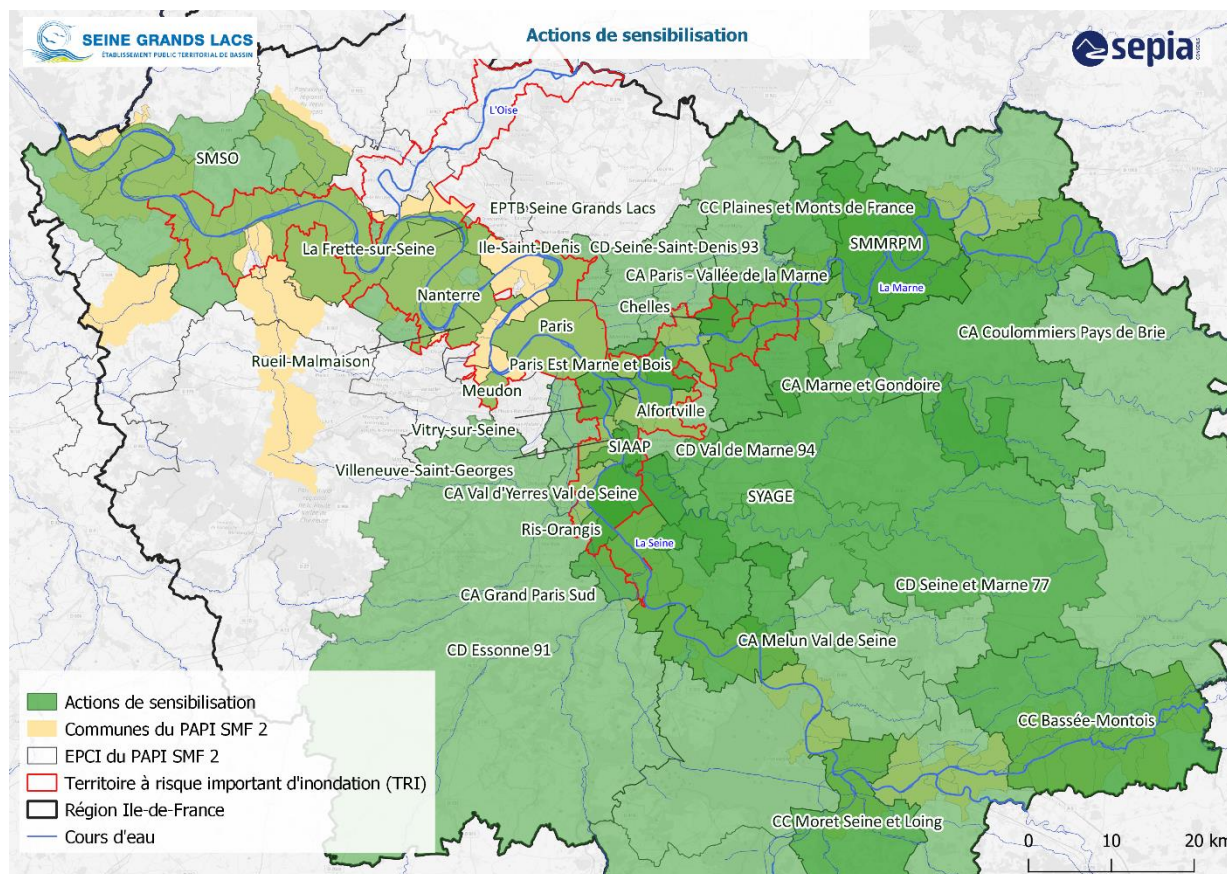 SEINE GRANDS LACS
ÉTABLISSEMENT PUBLIC TERRITORIAL DE BASSIN
Actions de sensibilisation
sepia
CONSEILS
L'Oise
SMSO
EPTB Seine Grands Lacs
CC Plaines et Monts de France
La Frette-sur-Seine
Ile-Saint-Denis
CD Seine-Saint-Denis 93
SMMRPM
CA Paris - Vallée de la Marne
La Marne
Nanterre
Chelles
Paris
CA Coulommiers Pays de Brie
Rueil-Malmaison
Paris Est Marne et Bois
CA Marne et Gondoire
Meudon
Alfortville
Vitry-sur-Seine
SIAAP
CD Val de Marne 94
Villeneuve-Saint-Georges
CA Val d'Yerres Val de Seine
SYAGE
Ris-Orangis
La Seine
CD Seine et Marne 77
CA Grand Paris Sud
CA Melun Val de Seine
CD Essonne 91
CC Bassée-Montois
CC Moret Seine et Loing
Actions de sensibilisation
Communes du PAPI SMF 2
EPCI du PAPI SMF 2
Territoire à risque important d'inondation (TRI)
Région Ile-de-France
Cours d'eau
0 10 20 km